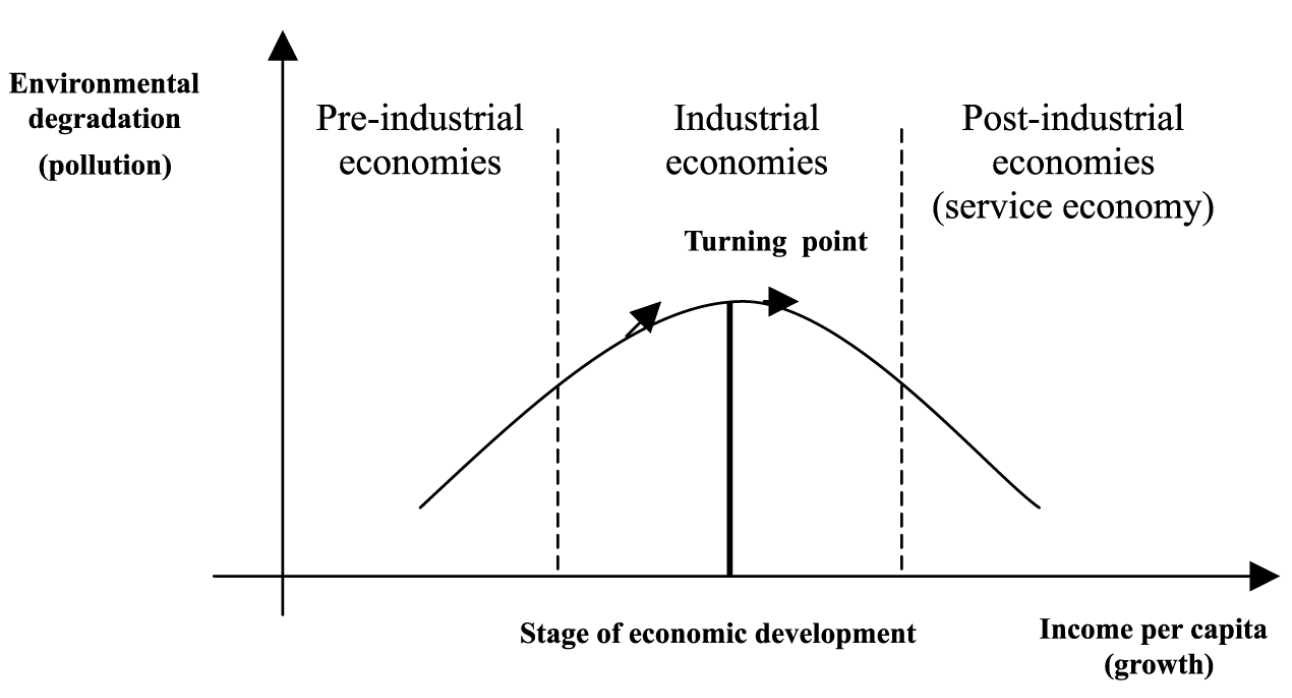 Environmental
degradation
(pollution)
Pre-industrial
economies
Industrial
economies
Post-industrial
economies
(service economy)
Turning point
Stage of economic development
Income per capita
(growth)